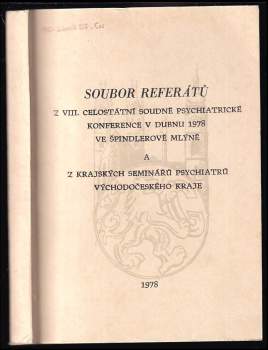 SOUBOR REFERÁTŮ
Z VIII. CELOSTÁTNÍ SOUDNĚ PSYCHIATRICKÉ
KONFERENCE V DUBNU 1978
VE ŠPINDLEROVĚ MLÝNĚ
A
Z KRAJSKÝCH SEMINÁŘŮ PSYCHIATRŮ
VÝCHODOČESKÉHO KRAJE
1978